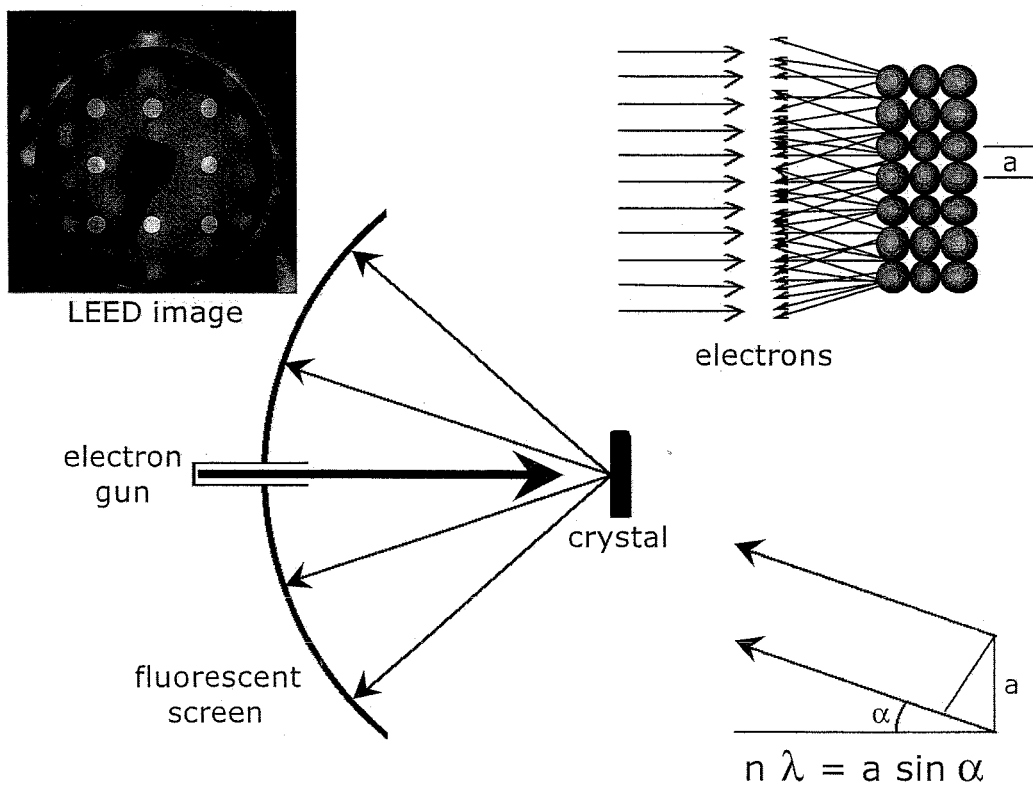 LEED image
a
electrons
electron
gun
crystal
fluorescent
screen
a
α
n λ = a sin α